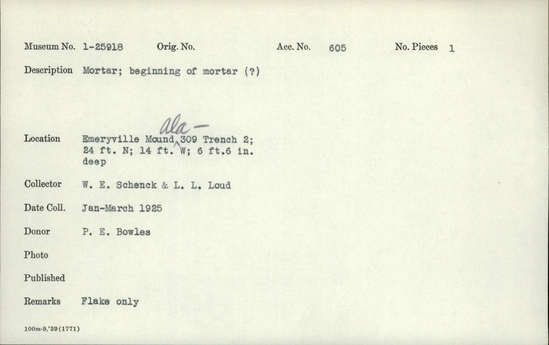 Museum No. 1-25918 Orig. No. Acc. No. 605 No. Pieces 1
Description Mortar; beginning of mortar (?)
Ala-
Location Emeryville Mound, 309 Trench 2;
24 ft. N; 14 ft. W; 6 ft.6 in.
deep
Collector W. E. Schenck & L. L. Loud
Date Coll. Jan-March 1925
Donor P. E. Bowles
Photo
Published
Remarks Flake only
100m-9,'39(1771)